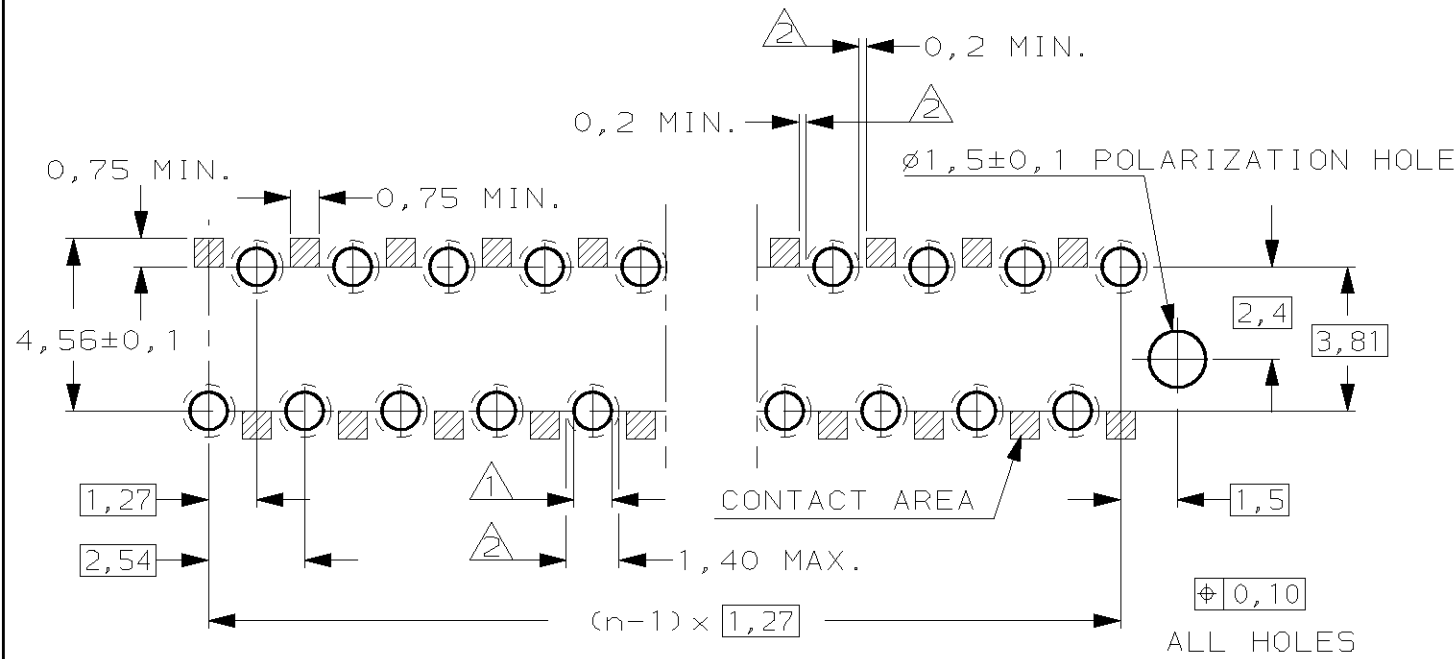 2
0,2 MIN.
0,2 MIN.
2
ø1,5±0,1 POLARIZATION HOLE
0,75 MIN.
0,75 MIN.
2,4
4,56±0,1
3,81
1,27
1
CONTACT AREA
1,5
2,54
2
1,40 MAX.
(n-1) x 1,27
⌖ 0,10
ALL HOLES